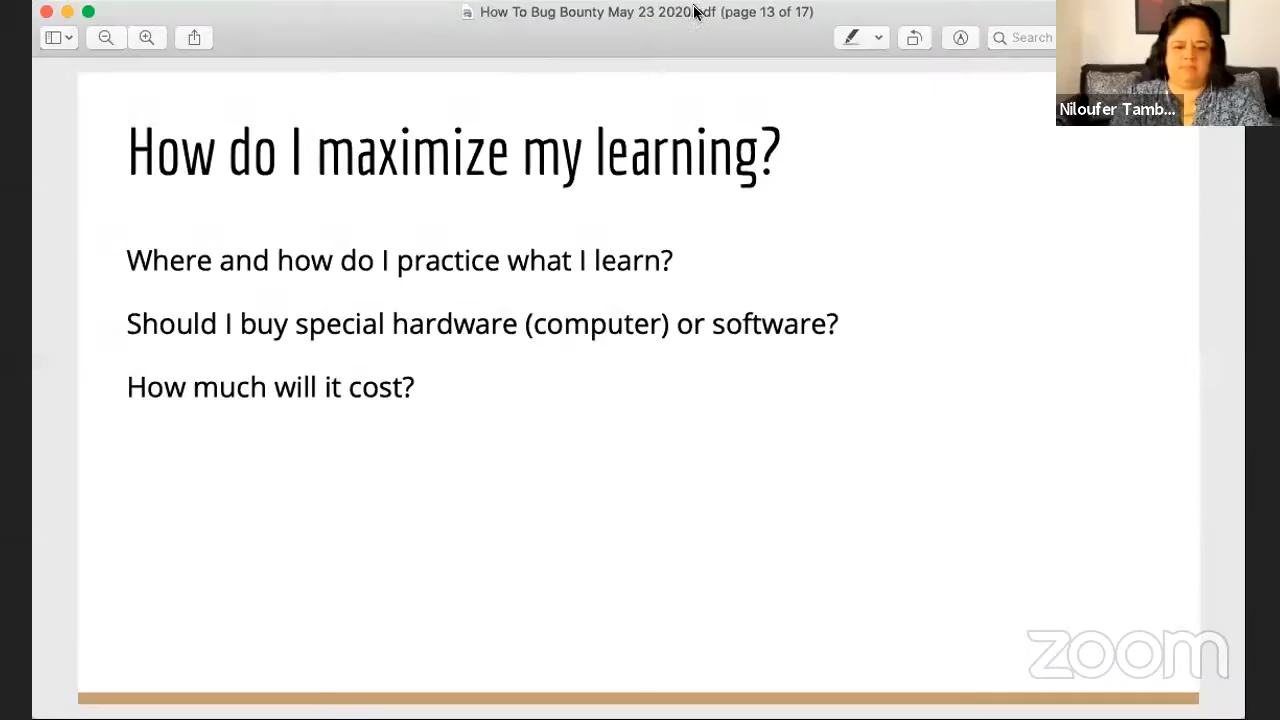 How To Bug Bounty May 23 2020.pdf (page 13 of 17)
Search
Niloufer Tamb...
How do I maximize my learning?
Where and how do I practice what I learn?
Should I buy special hardware (computer) or software?
How much will it cost?
zoom